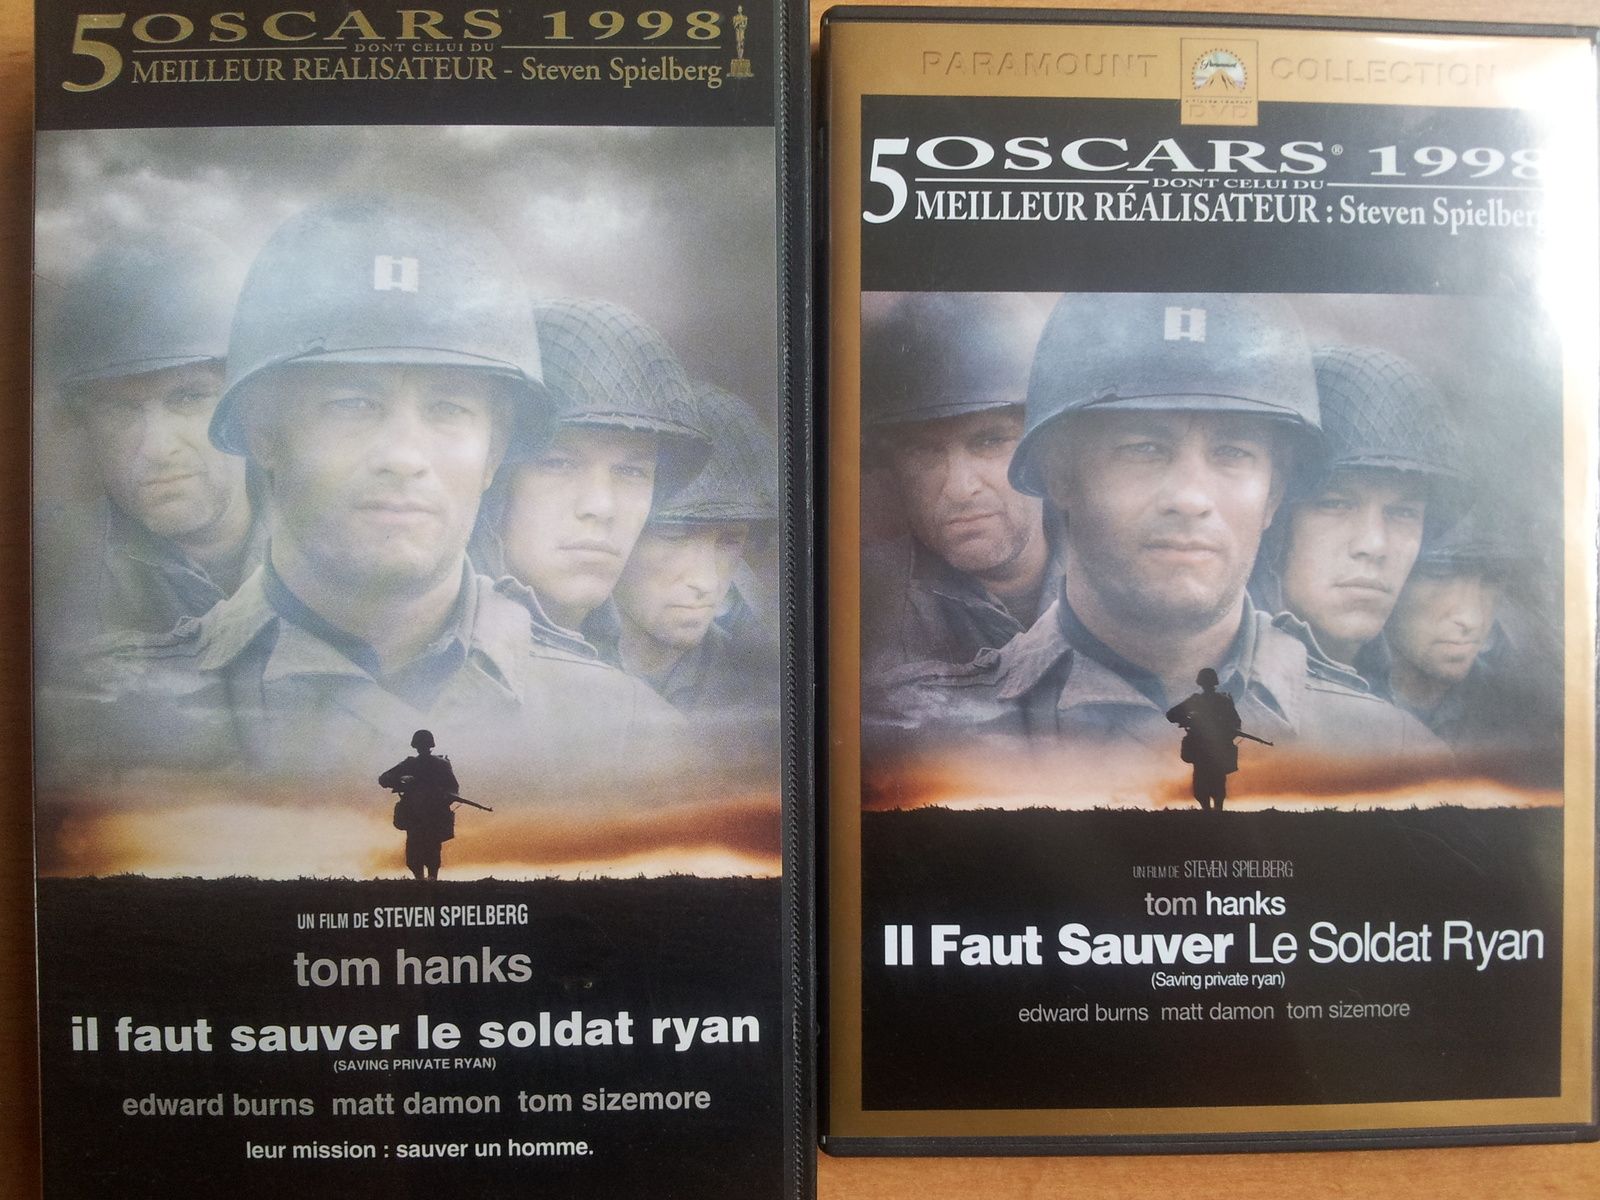 5 OSCARS 1998
DONT CELUI DU
MEILLEUR REALISATEUR - Steven Spielberg
UN FILM DE STEVEN SPIELBERG
tom hanks
il faut sauver le soldat ryan
(SAVING PRIVATE RYAN)
edward burns matt damon tom sizemore
leur mission : sauver un homme.
PARAMOUNT COLLECTION
Paramount
DVD
5 OSCARS® 1998
DONT CELUI DU
MEILLEUR RÉALISATEUR : Steven Spielberg
UN FILM DE STEVEN SPIELBERG
tom hanks
Il Faut Sauver Le Soldat Ryan
(Saving private ryan)
edward burns matt damon tom sizemore